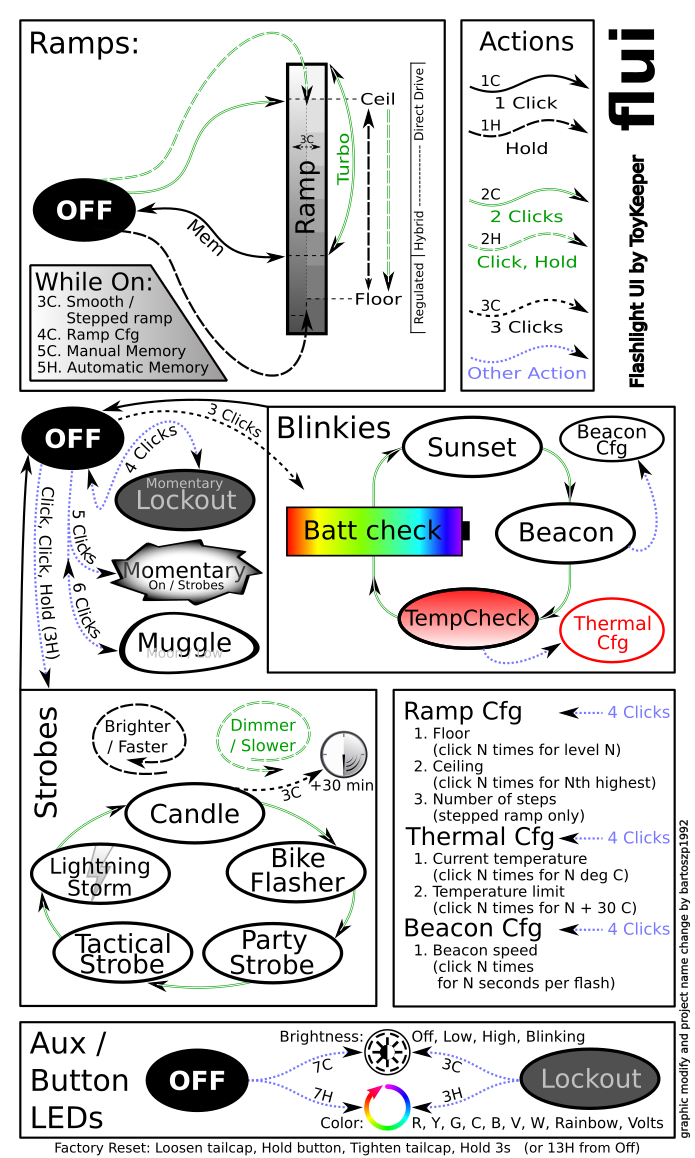 Ramps:
OFF
Mem
Ramp
3C
Turbo
Ceil
Floor
Direct Drive
Hybrid
Regulated
While On:
3C. Smooth /
Stepped ramp
4C. Ramp Cfg
5C. Manual Memory
5H. Automatic Memory
Actions
1C
1 Click
1H
Hold
2C
2 Clicks
2H
Click, Hold
3C
3 Clicks
Other Action
flui
Flashlight UI by ToyKeeper
OFF
3 Clicks
4 Clicks
Momentary
Lockout
5 Clicks
Momentary
On / Strobes
6 Clicks
Muggle
Moon / Low
Click, Click, Hold (3H)
Blinkies
Sunset
Beacon
Cfg
Batt check
Beacon
TempCheck
Thermal
Cfg
Strobes
Brighter
/ Faster
Dimmer
/ Slower
+30 min
3C
Candle
Lightning
Storm
Bike
Flasher
Tactical
Strobe
Party
Strobe
Ramp Cfg
4 Clicks
1. Floor
(click N times for level N)
2. Ceiling
(click N times for Nth highest)
3. Number of steps
(stepped ramp only)
Thermal Cfg
4 Clicks
1. Current temperature
(click N times for N deg C)
2. Temperature limit
(click N times for N + 30 C)
Beacon Cfg
4 Clicks
1. Beacon speed
(click N times
for N seconds per flash)
graphic modify and project name change by bartoszp1992
Aux /
Button
LEDs
OFF
Brightness:
Off, Low, High, Blinking
7C
3C
7H
3H
Lockout
Color:
R, Y, G, C, B, V, W, Rainbow, Volts
Factory Reset: Loosen tailcap, Hold button, Tighten tailcap, Hold 3s (or 13H from Off)